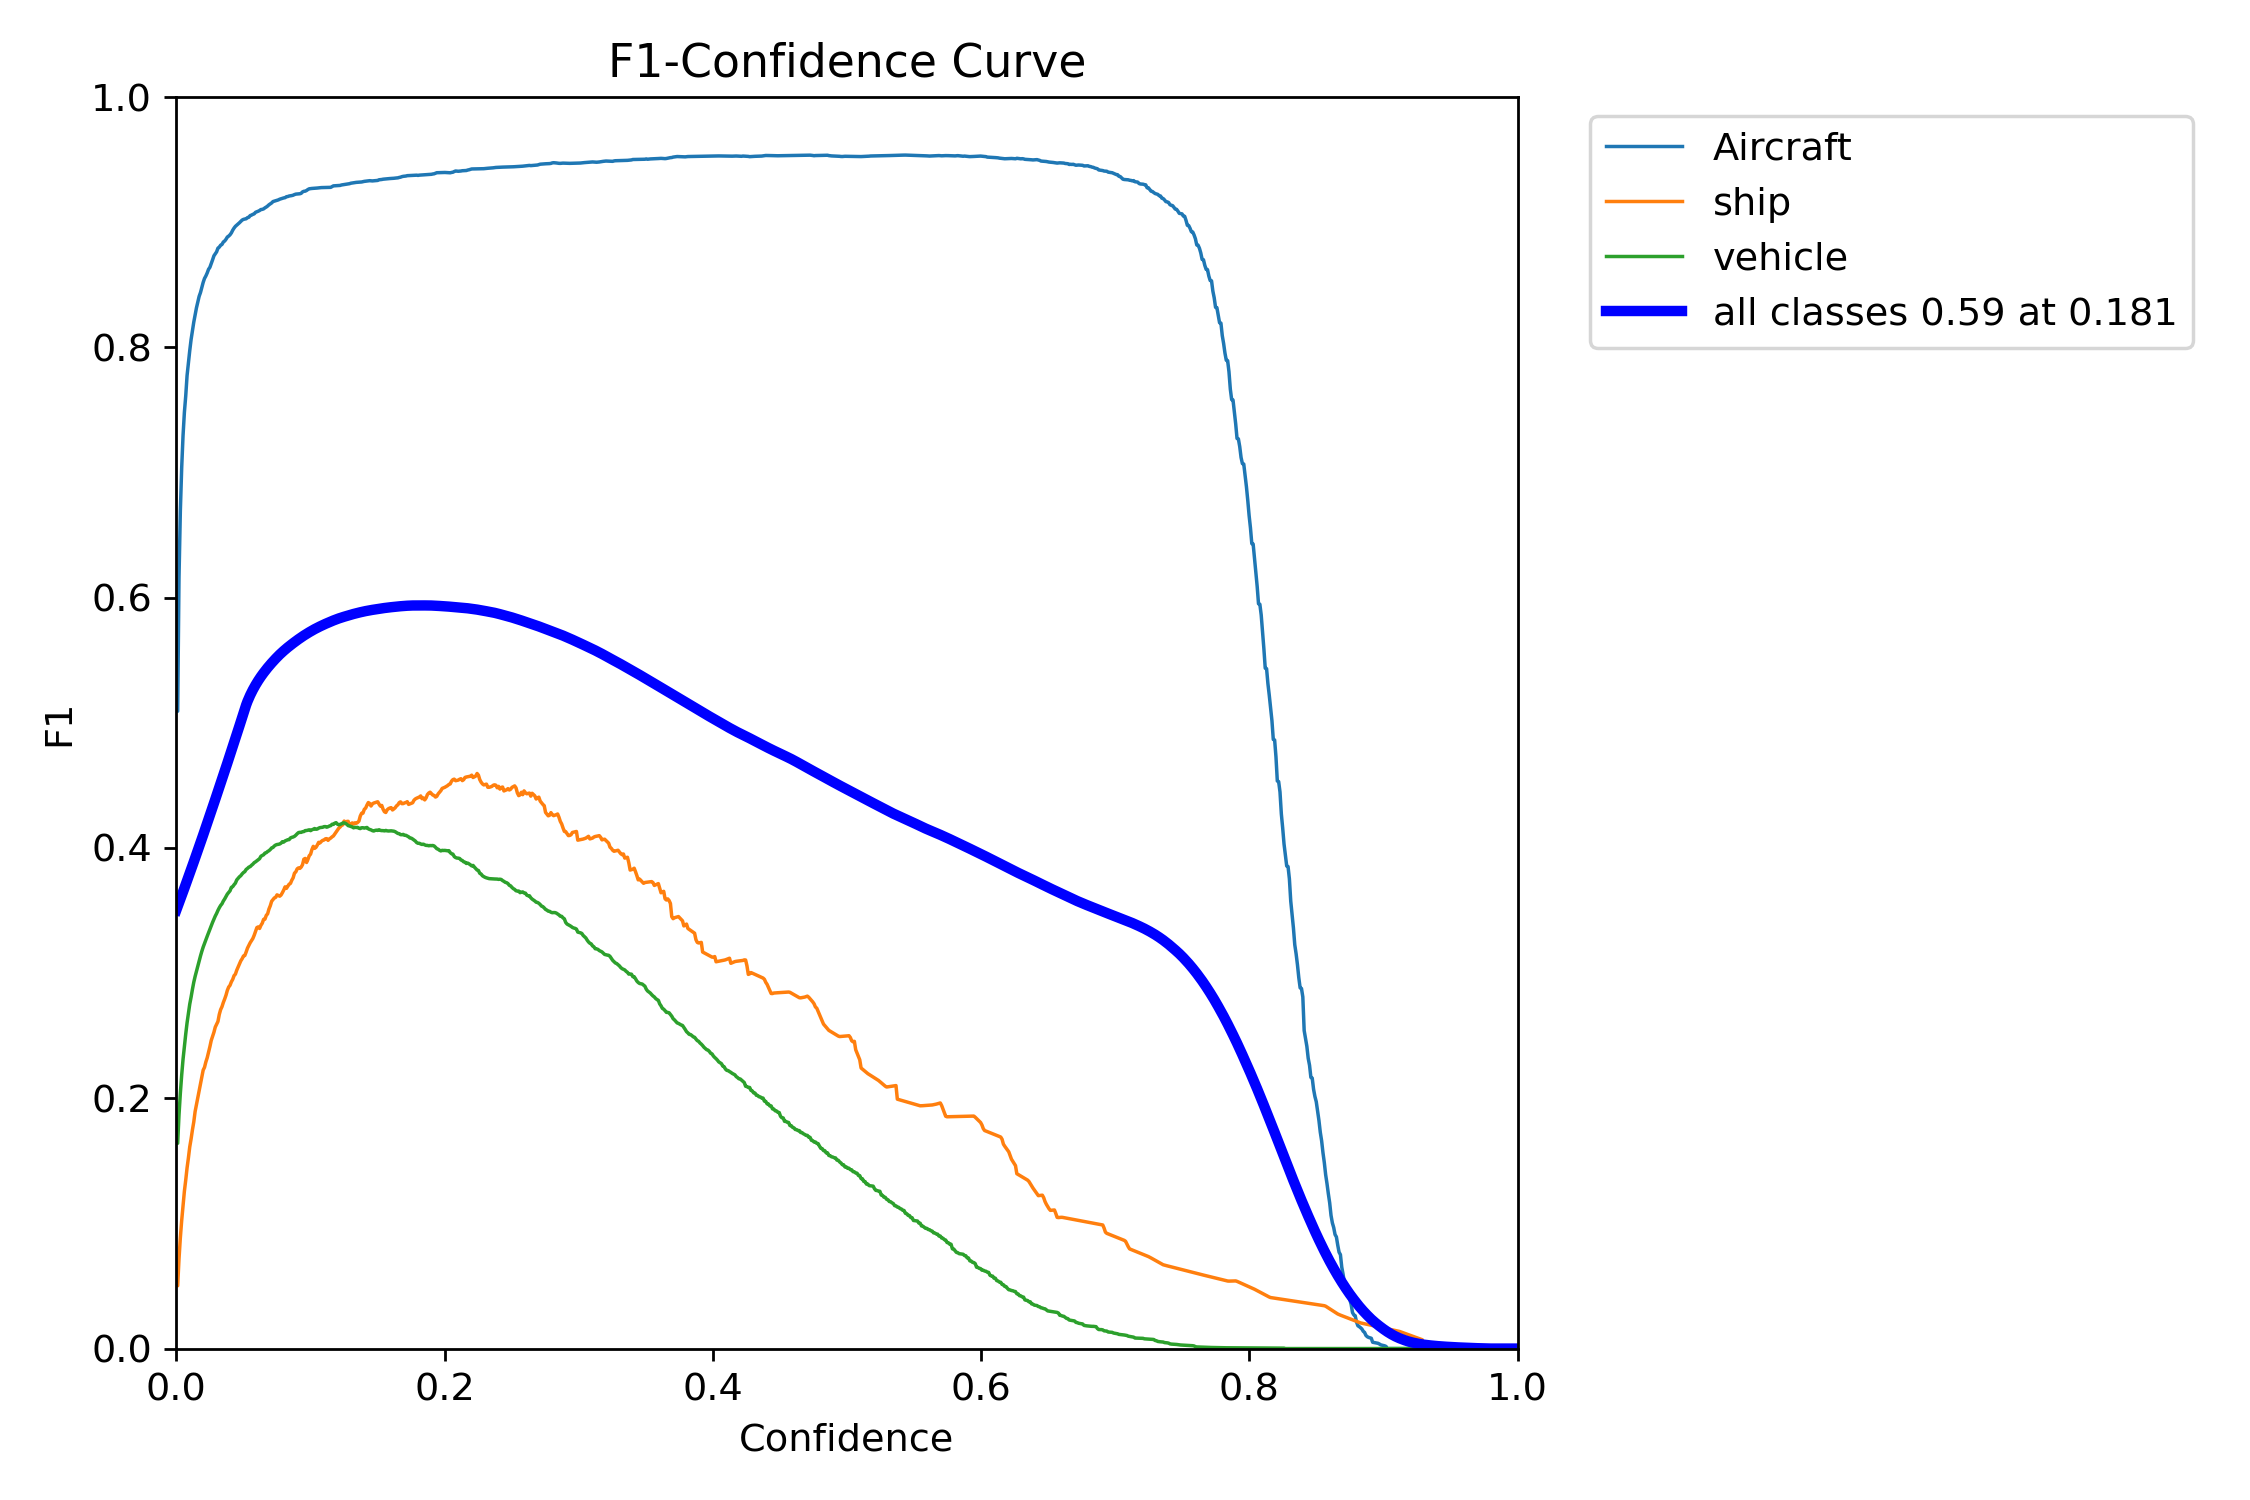 F1-Confidence Curve
1.0
0.8
0.6
0.4
0.2
0.0
F1
0.0 0.2 0.4 0.6 0.8 1.0
Confidence
Aircraft
ship
vehicle
all classes 0.59 at 0.181